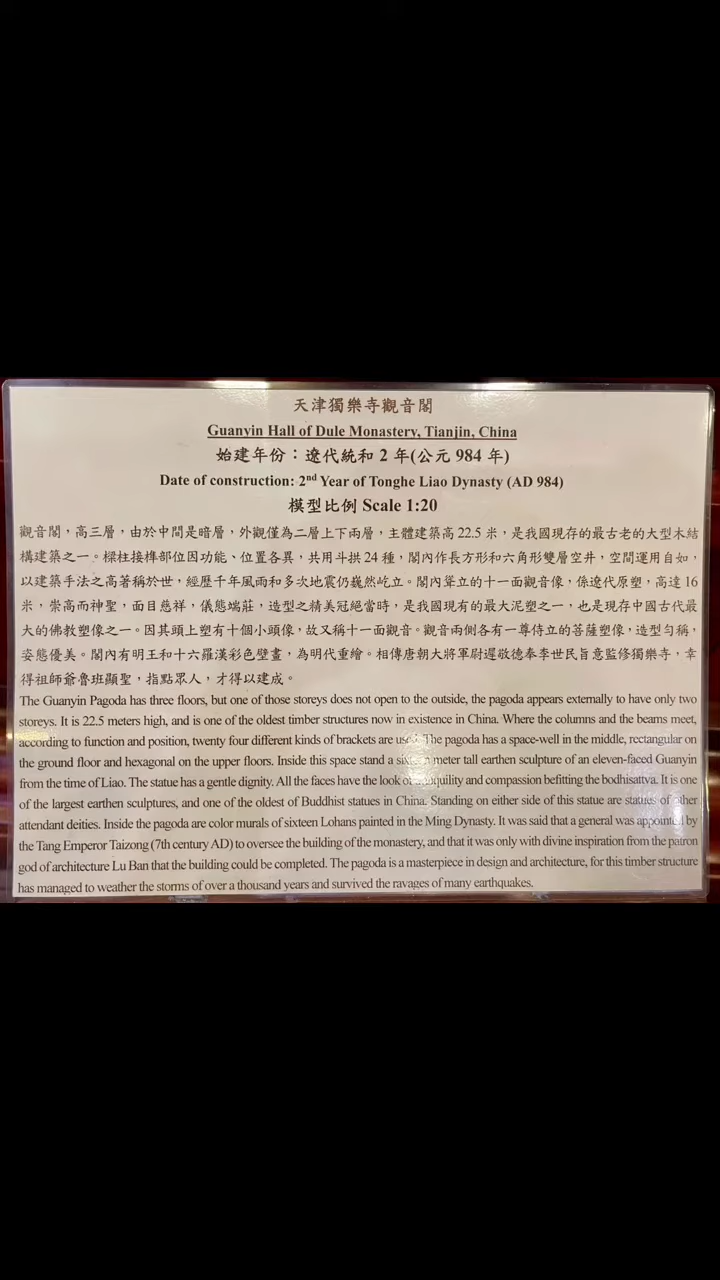 天津獨樂寺觀音閣
Guanyin Hall of Dule Monastery, Tianjin, China
始建年份：遼代統和 2 年(公元 984 年)
Date of construction: 2nd Year of Tonghe Liao Dynasty (AD 984)
模型比例 Scale 1:20
觀音閣，高三層，由於中間是暗層，外觀僅為二層上下兩層，主體建築高 22.5 米，是我國現存的最古老的大型木結
構建築之一。樑柱接榫部位因功能、位置各異，共用斗拱 24 種，閣內作長方形和六角形雙層空井，空間運用自如，
以建築手法之高著稱於世，經歷千年風雨和多次地震仍巍然屹立。閣內聳立的十一面觀音像，係遼代原塑，高達 16
米，崇高而神聖，面目慈祥，儀態端莊，造型之精美冠絕當時，是我國現有的最大泥塑之一，也是現存中國古代最
大的佛教塑像之一。因其頭上塑有十個小頭像，故又稱十一面觀音。觀音兩側各有一尊侍立的菩薩塑像，造型勻稱，
姿態優美。閣內有明王和十六羅漢彩色壁畫，為明代重繪。相傳唐朝大將軍尉遲敬德奉李世民旨意監修獨樂寺，幸
得祖師爺魯班顯聖，指點眾人，才得以建成。
The Guanyin Pagoda has three floors, but one of those storeys does not open to the outside, the pagoda appears externally to have only two
storeys. It is 22.5 meters high, and is one of the oldest timber structures now in existence in China. Where the columns and the beams meet,
according to function and position, twenty four different kinds of brackets are The pagoda has a space-well in the middle, rectangular on
the ground floor and hexagonal on the upper floors. Inside this space stand a meter tall earthen sculpture of an eleven-faced Guanyin
from the time of Liao. The statue has a gentle dignity. All the faces have the look and compassion befitting the bodhisattva. It is one
of the largest earthen sculptures, and one of the oldest of Buddhist statues in China. Standing on either side of this statue are statues of other
attendant deities. Inside the pagoda are color murals of sixteen Lohans painted in the Ming Dynasty. It was said that a general was appointed by
the Tang Emperor Taizong (7th century AD) to oversee the building of the monastery, and that it was only with divine inspiration from the patron
god of architecture Lu Ban that the building could be completed. The pagoda is a masterpiece in design and architecture, for this timber structure
has managed to weather the storms of over a thousand years and survived the ravages of many earthquakes.